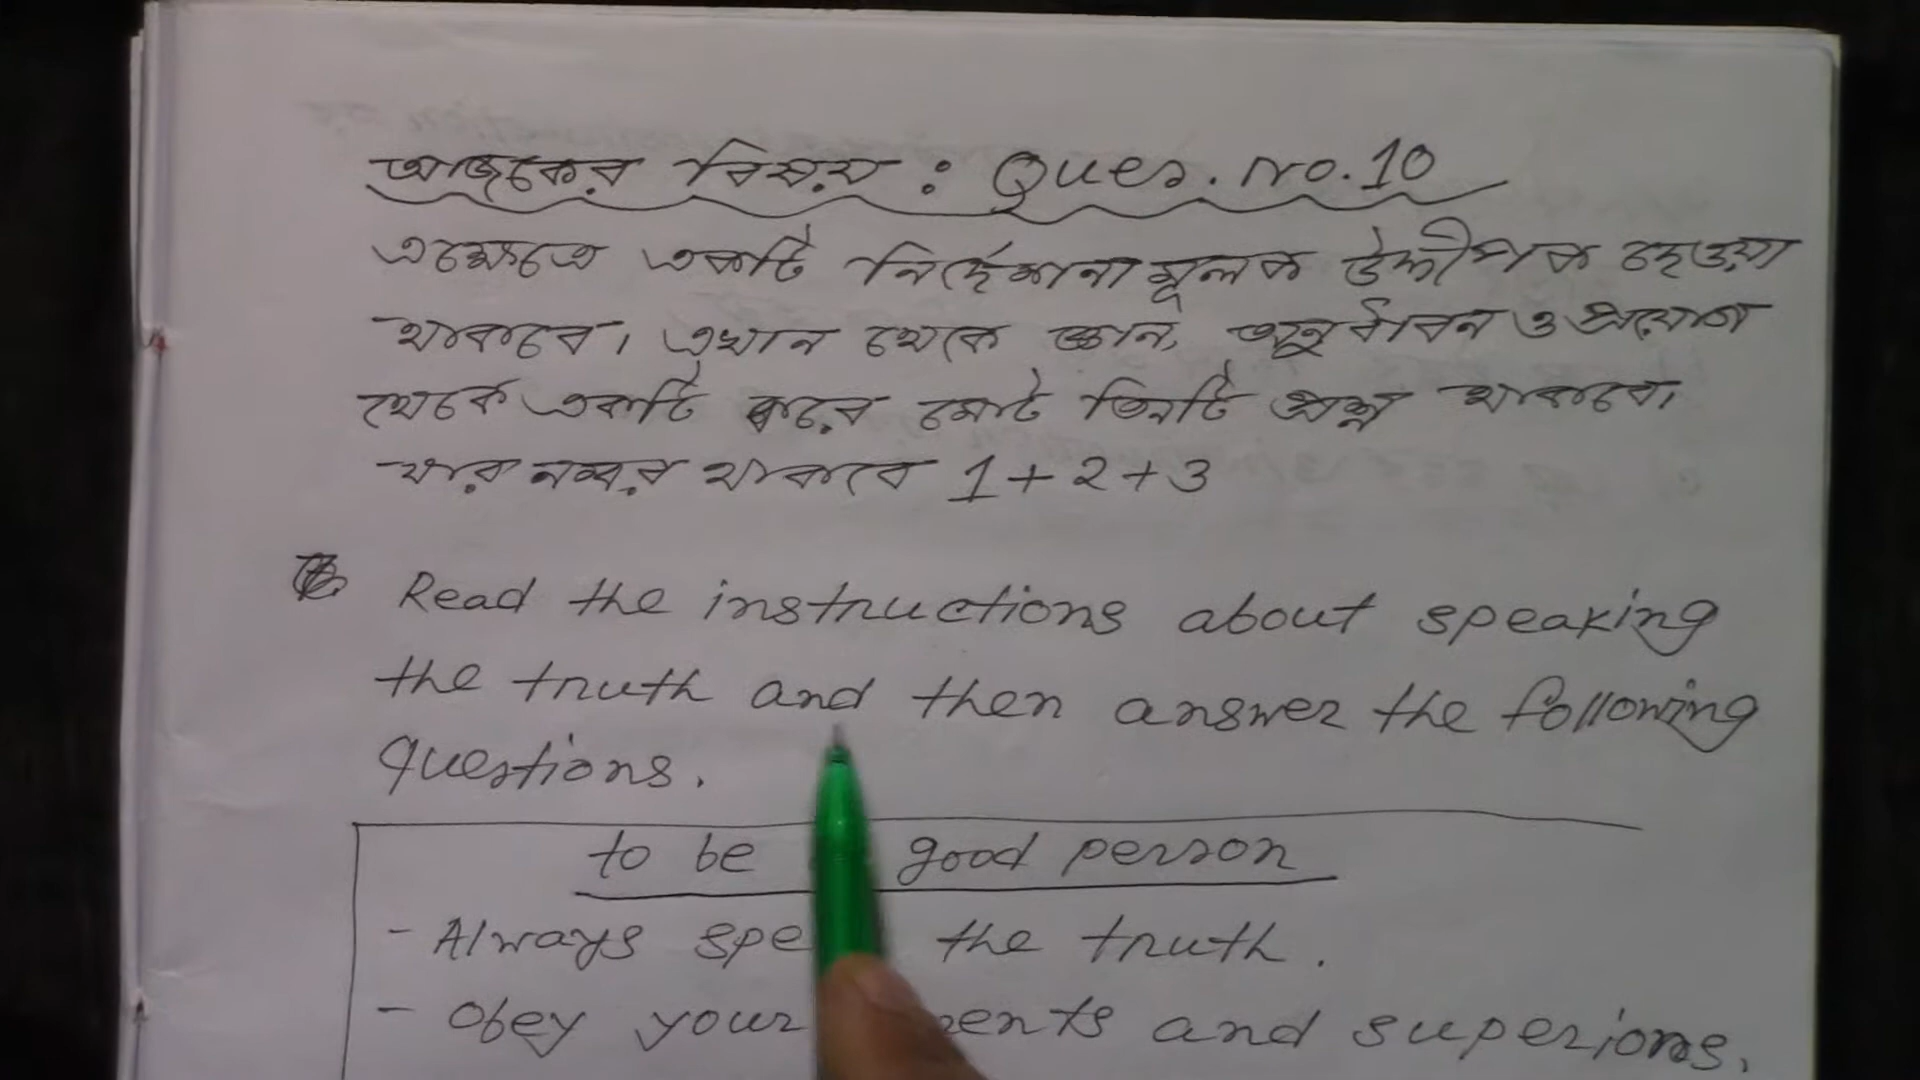 আজকের বিষয় : Ques. No. 10
এক্ষেত্রে একটি নির্দেশনামূলক উদ্দীপক দেওয়া
থাকবে। এখান থেকে জ্ঞান, অনুধাবন ও প্রয়োগ
থেকে একটি করে মোট তিনটি প্রশ্ন থাকবে।
যার নম্বর থাকবে 1+2+3
Read the instructions about speaking
the truth and then answer the following
questions.
to be good person
- Always the truth.
- Obey your and superiors.